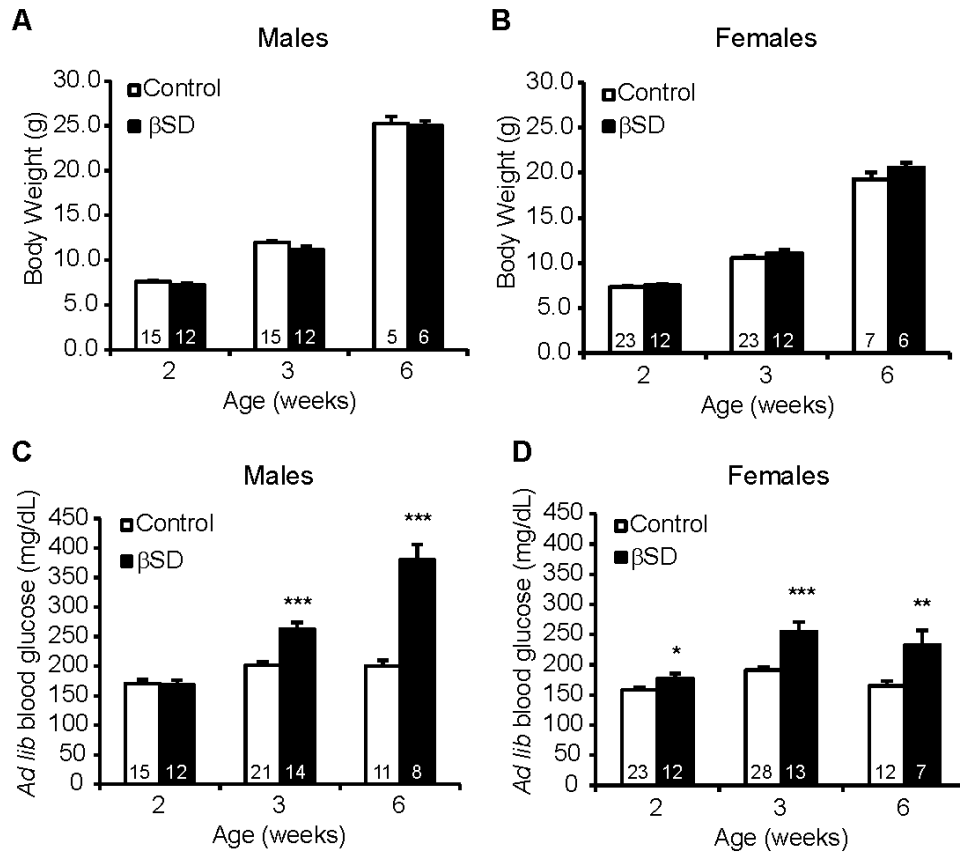 A
Males
Control
βSD
Body Weight (g)
30.0
25.0
20.0
15.0
10.0
5.0
0.0
15 12 15 12 5 6
2 3 6
Age (weeks)
B
Females
Control
βSD
Body Weight (g)
30.0
25.0
20.0
15.0
10.0
5.0
0.0
23 12 23 12 7 6
2 3 6
Age (weeks)
C
Males
Control
βSD
Ad lib blood glucose (mg/dL)
450
400
350
300
250
200
150
100
50
0
***
***
15 12 21 14 11 8
2 3 6
Age (weeks)
D
Females
Control
βSD
Ad lib blood glucose (mg/dL)
450
400
350
300
250
200
150
100
50
0
* *** **
23 12 28 13 12 7
2 3 6
Age (weeks)